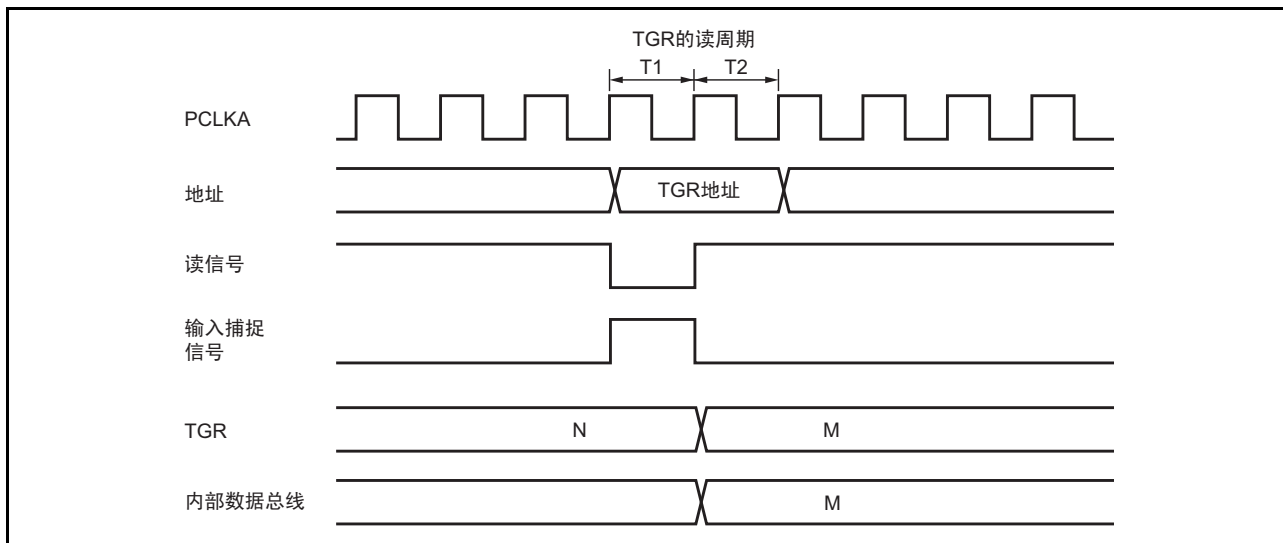 TGR的读周期
T1 T2
PCLKA
地址 TGR地址
读信号
输入捕捉
信号
TGR N M
内部数据总线 M